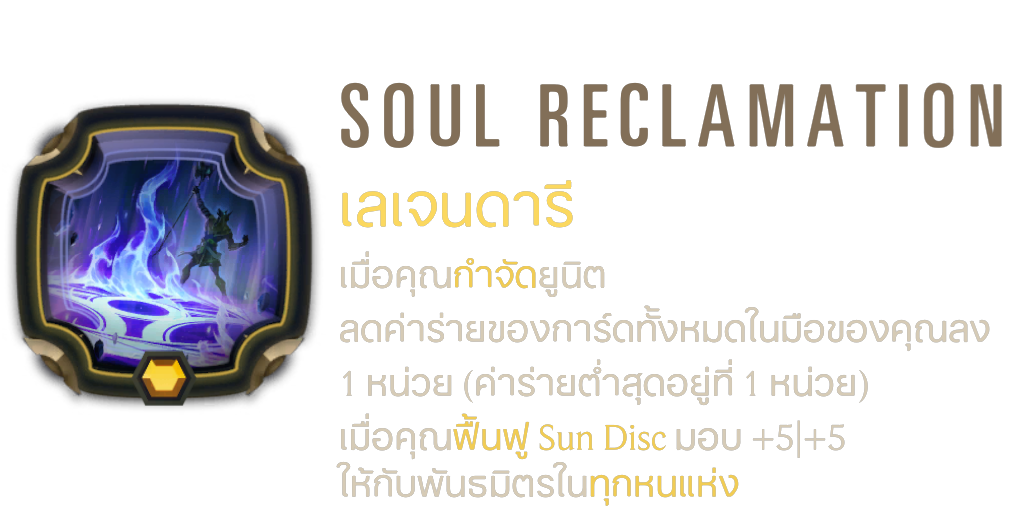 SOUL RECLAMATION
เลเจนดารี
เมื่อคุณกำจัดยูนิต
ลดค่าร่ายของการ์ดทั้งหมดในมือของคุณลง
1 หน่วย (ค่าร่ายต่ำสุดอยู่ที่ 1 หน่วย)
เมื่อคุณฟื้นฟู Sun Disc มอบ +5|+5
ให้กับพันธมิตรในทุกหนแห่ง